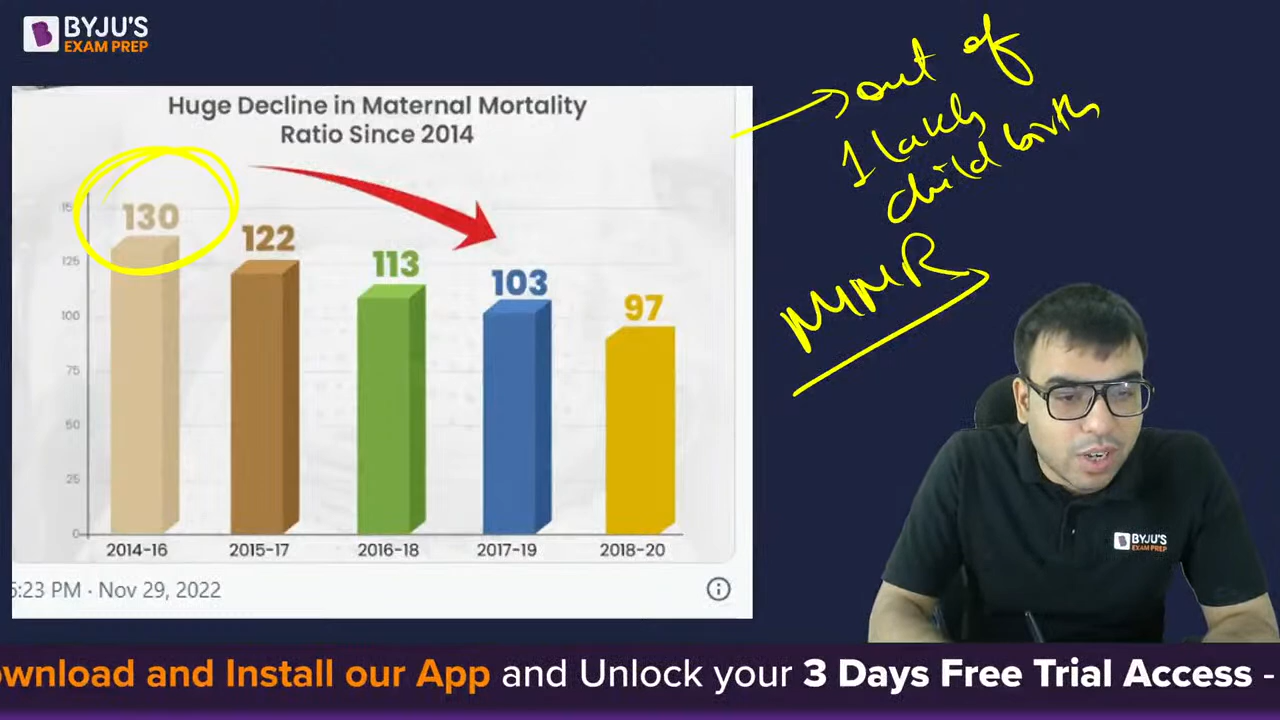 BYJU'S
EXAM PREP
Huge Decline in Maternal Mortality
Ratio Since 2014
130
122
113
103
97
125
100
75
50
25
0
2014-16
2015-17
2016-18
2017-19
2018-20
5:23 PM · Nov 29, 2022
out of
1 lakh
child birth
MMR
BYJU'S
EXAM PREP
ownload and Install our App and Unlock your 3 Days Free Trial Access -